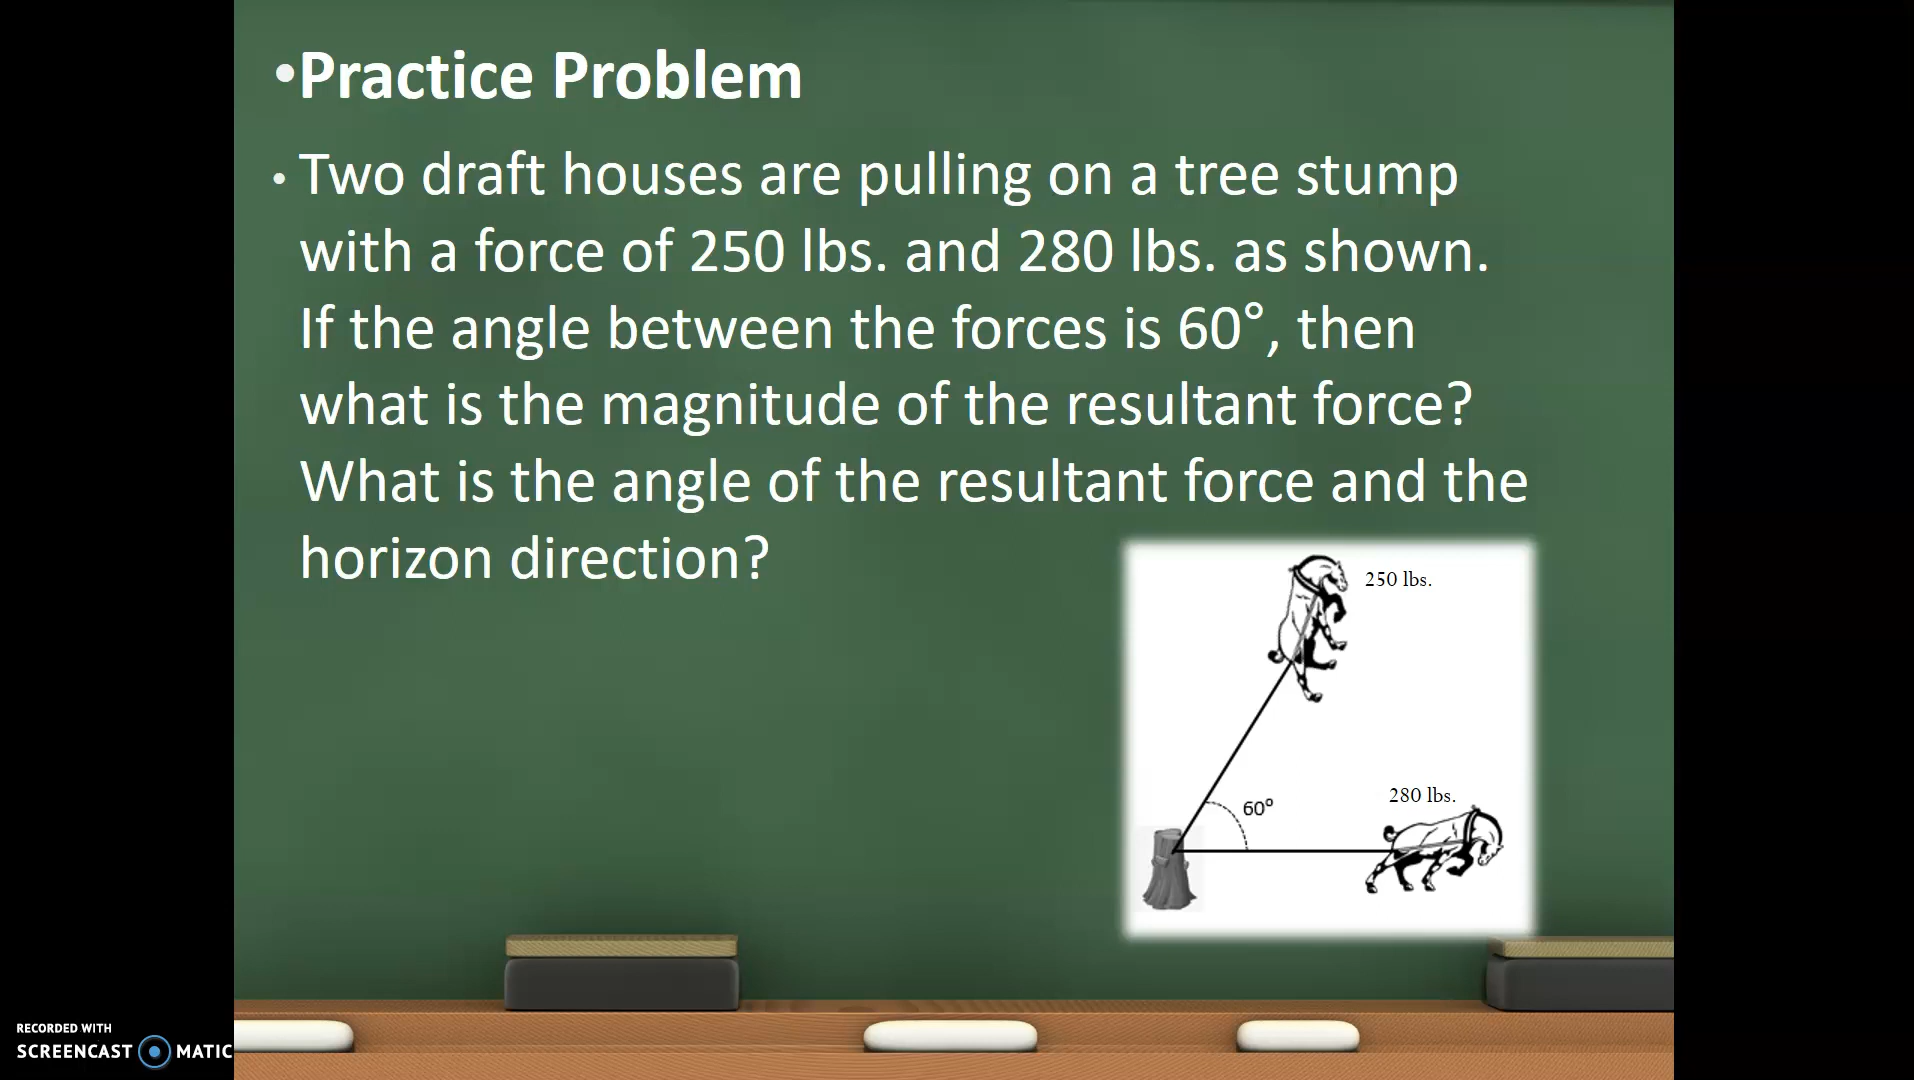 •Practice Problem
• Two draft houses are pulling on a tree stump
with a force of 250 lbs. and 280 lbs. as shown.
If the angle between the forces is 60°, then
what is the magnitude of the resultant force?
What is the angle of the resultant force and the
horizon direction?
250 lbs.
280 lbs.
60°
RECORDED WITH
SCREENCAST MATIC